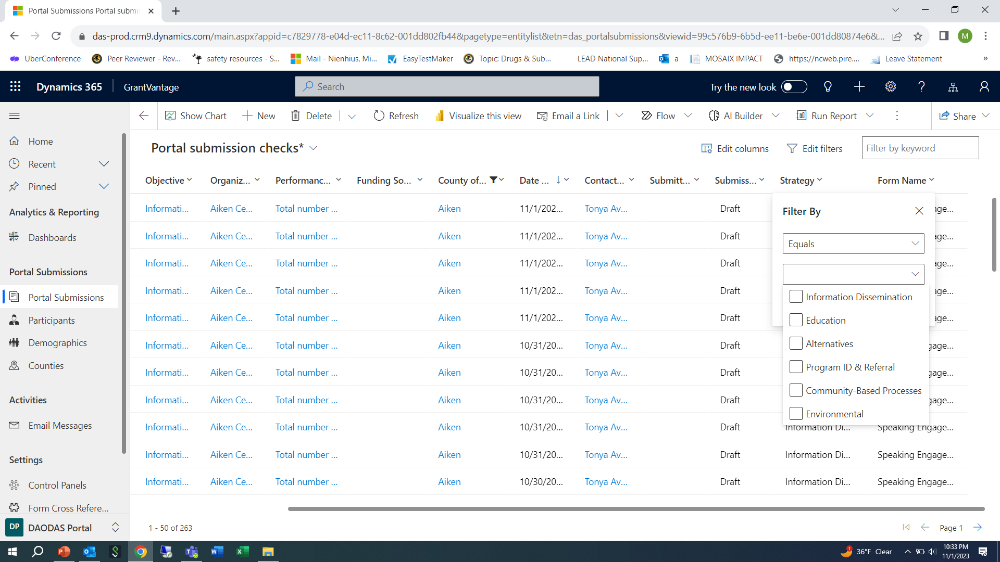 Portal Submissions Portal submi
das-prod.crm9.dynamics.com/main.aspx?appid=c7829778-e04d-ec11-8c62-001dd802fb44&pagetype=entitylist&etn=das_portalsubmissions&viewid=99c576b9-6b5d-ee11-be6e-001dd80874e6&... M
UberConference Peer Reviewer - Rev... safety resources - S... Mail - Nienhius, Mi... EasyTestMaker Topic: Drugs & Sub... LEAD National Sup... a MOSAIX IMPACT https://ncweb.pire.... Leave Statement »
Dynamics 365 GrantVantage Search Try the new look
Show Chart New Delete Refresh Visualize this view Email a Link Flow AI Builder Run Report Share
Home
Recent
Pinned
Analytics & Reporting
Dashboards
Portal Submissions
Portal Submissions
Participants
Demographics
Counties
Activities
Email Messages
Settings
Control Panels
Form Cross Refere...
DP DAODAS Portal
Portal submission checks* Edit columns Edit filters Filter by keyword
Objective Organiz... Performanc... Funding So... County of... Date ... Contact... Submitt... Submiss... Strategy Form Name
Informati... Aiken Ce... Total number ... Aiken 11/1/202... Tonya Av... Draft age...
Informati... Aiken Ce... Total number ... Aiken 11/1/202... Tonya Av... Draft age...
Informati... Aiken Ce... Total number ... Aiken 11/1/202... Tonya Av... Draft age...
Informati... Aiken Ce... Total number ... Aiken 11/1/202... Tonya Av... Draft age...
Informati... Aiken Ce... Total number ... Aiken 11/1/202... Tonya Av... Draft age...
Informati... Aiken Ce... Total number ... Aiken 10/31/20... Tonya Av... Draft gage...
Informati... Aiken Ce... Total number ... Aiken 10/31/20... Tonya Av... Draft gage...
Informati... Aiken Ce... Total number ... Aiken 10/31/20... Tonya Av... Draft gage...
Informati... Aiken Ce... Total number ... Aiken 10/31/20... Tonya Av... Draft Information Di... Speaking Engage...
Informati... Aiken Ce... Total number ... Aiken 10/31/20... Tonya Av... Draft Information Di... Speaking Engage...
Informati... Aiken Ce... Total number ... Aiken 10/30/20... Tonya Av... Draft Information Di... Speaking Engage...
Filter By
Equals
Information Dissemination
Education
Alternatives
Program ID & Referral
Community-Based Processes
Environmental
1 - 50 of 263 Page 1
1 36°F Clear 10:33 PM
11/1/2023